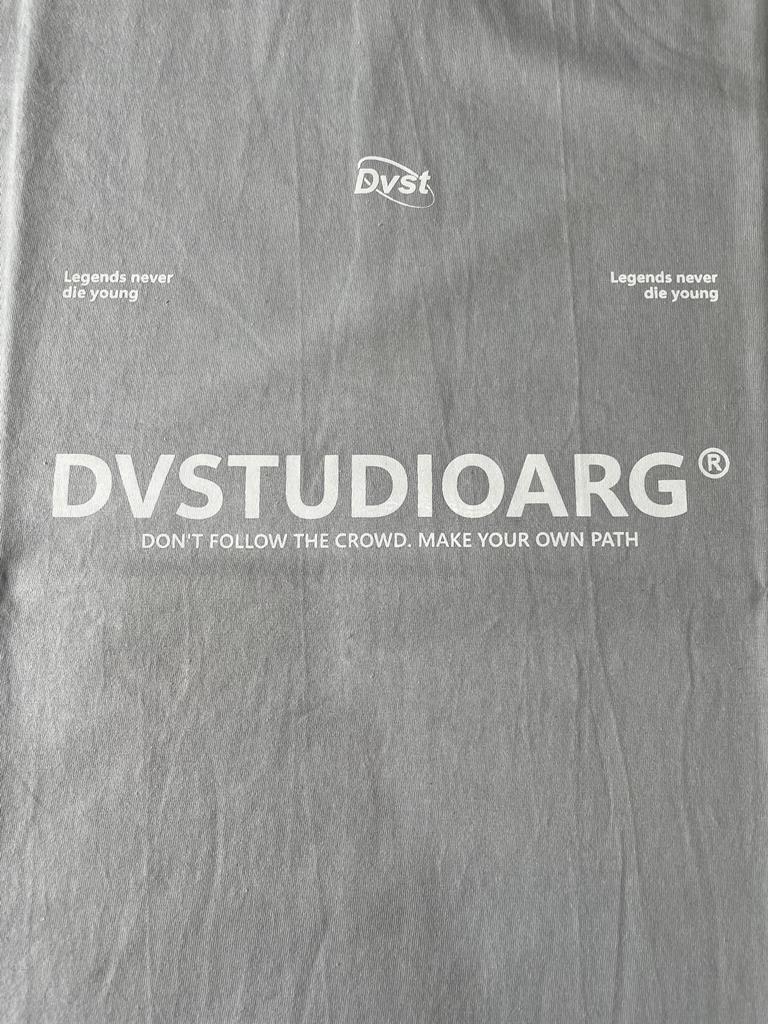 Dvst
Legends never
die young
Legends never
die young
DVSTUDIOARG®
DON'T FOLLOW THE CROWD. MAKE YOUR OWN PATH